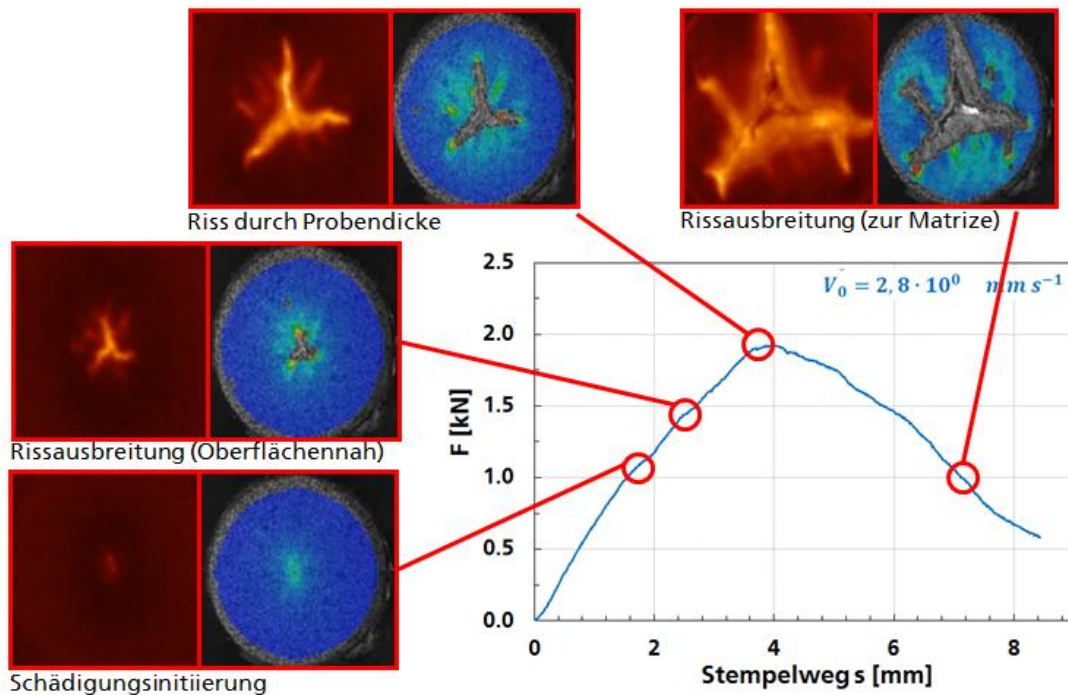 Riss durch Probendicke
Rissausbreitung (zur Matrize)
Rissausbreitung (Oberflächennah)
Schädigungsinitiierung
V₀ = 2,8 · 10⁰ mm s⁻¹
F [kN]
2.5
2.0
1.5
1.0
0.5
0.0
0 2 4 6 8
Stempelweg s [mm]